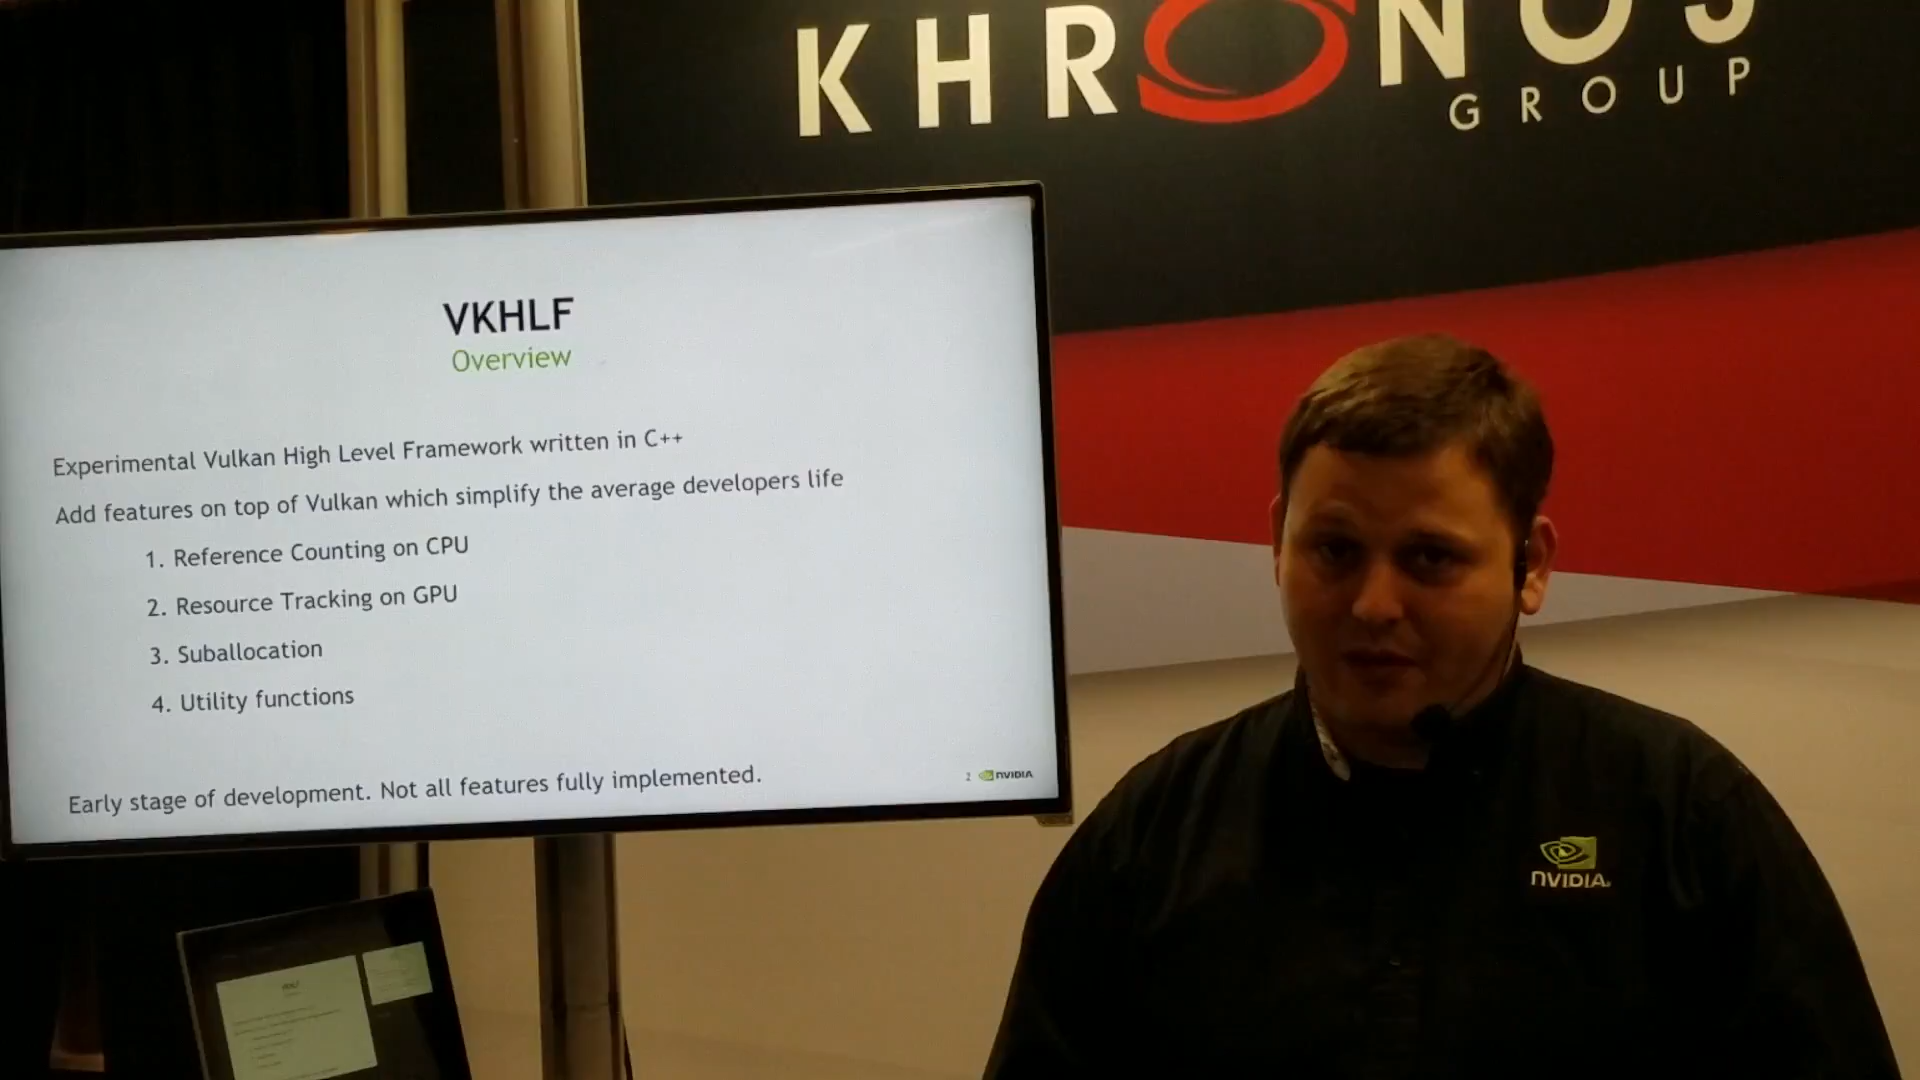 KHRONOS
GROUP
VKHLF
Overview
Experimental Vulkan High Level Framework written in C++
Add features on top of Vulkan which simplify the average developers life
1. Reference Counting on CPU
2. Resource Tracking on GPU
3. Suballocation
4. Utility functions
Early stage of development. Not all features fully implemented.
2 NVIDIA
NVIDIA.